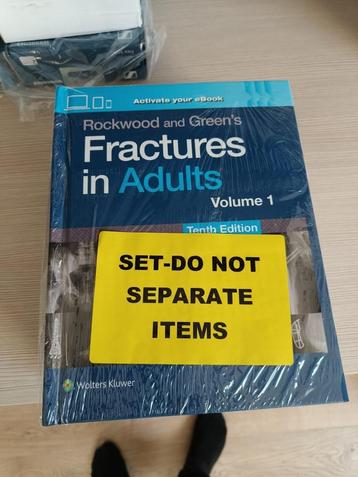 Activate your eBook
Rockwood and Green's
Fractures
in Adults
Volume 1
Tenth Edition
SET-DO NOT
SEPARATE
ITEMS
Wolters Kluwer